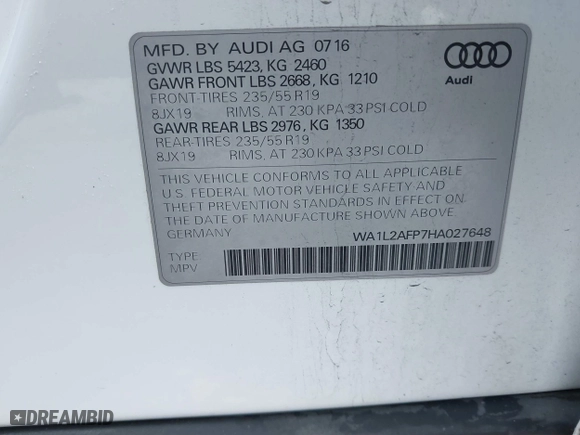 MFD. BY AUDI AG 07 16
GVWR LBS 5423, KG 2460
GAWR FRONT LBS 2668, KG 1210
FRONT-TIRES 235/55 R19
8JX19 RIMS, AT 230 KPA 33 PSI COLD
GAWR REAR LBS 2976, KG 1350
REAR-TIRES 235/55 R19
8JX19 RIMS, AT 230 KPA 33 PSI COLD
Audi
THIS VEHICLE CONFORMS TO ALL APPLICABLE
U.S. FEDERAL MOTOR VEHICLE SAFETY AND
THEFT PREVENTION STANDARDS IN EFFECT ON
THE DATE OF MANUFACTURE SHOWN ABOVE.
GERMANY WA1L2AFP7HA027648
TYPE
MPV
DREAMBID